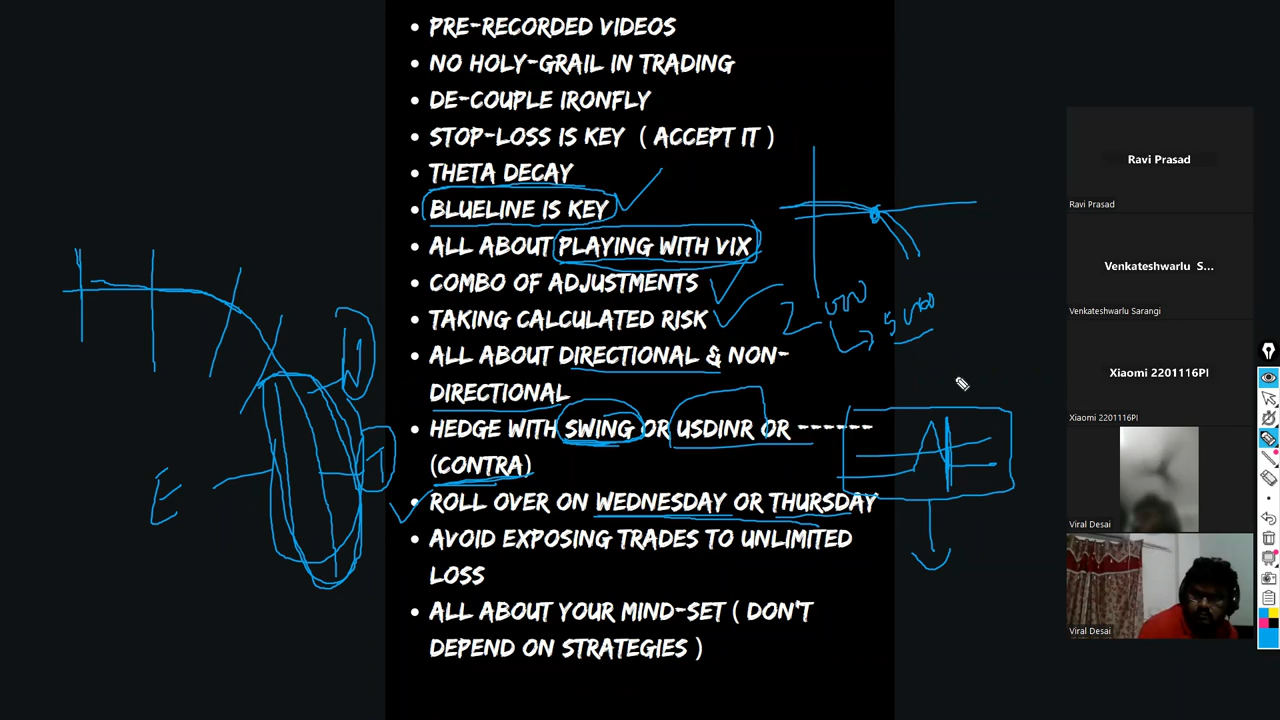 PRE-RECORDED VIDEOS
NO HOLY-GRAIL IN TRADING
DE-COUPLE IRONFLY
STOP-LOSS IS KEY ( ACCEPT IT )
THETA DECAY
BLUELINE IS KEY
ALL ABOUT PLAYING WITH VIX
COMBO OF ADJUSTMENTS
TAKING CALCULATED RISK
ALL ABOUT DIRECTIONAL & NON-
DIRECTIONAL
HEDGE WITH SWING OR USDINR OR ------
(CONTRA)
ROLL OVER ON WEDNESDAY OR THURSDAY
AVOID EXPOSING TRADES TO UNLIMITED
LOSS
ALL ABOUT YOUR MIND-SET ( DON'T
DEPEND ON STRATEGIES )
E
Ravi Prasad
Ravi Prasad
Venkateshwarlu S...
Venkateshwarlu Sarangi
Xiaomi 2201116PI
Xiaomi 2201116PI
Viral Desai
Viral Desai